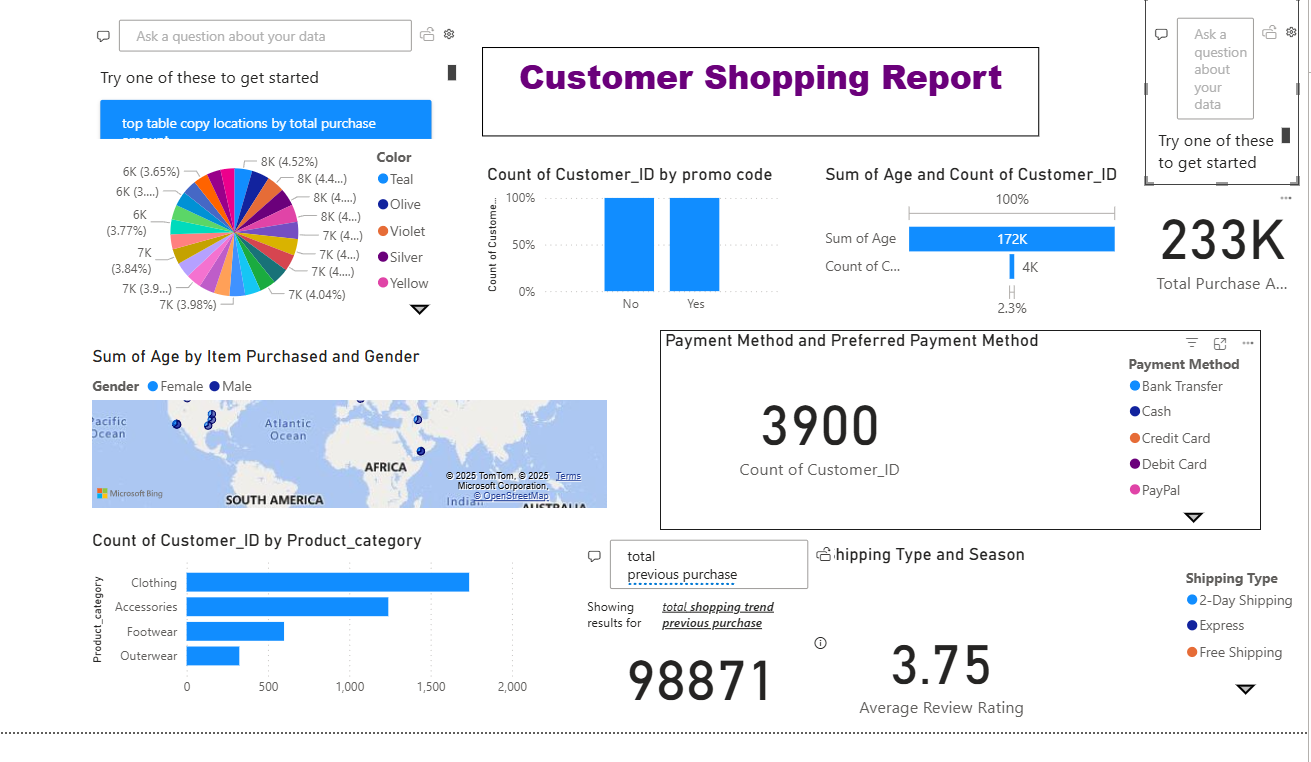 Ask a question about your data
Try one of these to get started
top table copy locations by total purchase
Customer Shopping Report
Ask a
question
about
your
data
Try one of these
to get started
8K (4.52%)
8K (4.4...)
8K (4....)
8K (4...)
7K (4...)
7K (4...)
7K (4....)
7K (4.04%)
7K (3.98%)
7K (3.9...)
7K
(3.84%)
6K
(3.77%)
6K (3....)
6K (3.65%)
Color
Teal
Olive
Violet
Silver
Yellow
Count of Customer_ID by promo code
Count of Custome...
100%
50%
0%
No
Yes
Sum of Age and Count of Customer_ID
100%
Sum of Age
172K
Count of C...
4K
2.3%
233K
Total Purchase A...
Sum of Age by Item Purchased and Gender
Gender
Female
Male
Pacific
Ocean
Atlantic
Ocean
AFRICA
SOUTH AMERICA
Indian
AUSTRALIA
Microsoft Bing
© 2025 TomTom, © 2025 Terms
Microsoft Corporation,
© OpenStreetMap
Payment Method and Preferred Payment Method
3900
Count of Customer_ID
Payment Method
Bank Transfer
Cash
Credit Card
Debit Card
PayPal
Count of Customer_ID by Product_category
Product_category
Clothing
Accessories
Footwear
Outerwear
0
500
1,000
1,500
2,000
total
previous purchase
Showing
results for
total shopping trend
previous purchase
98871
hipping Type and Season
3.75
Average Review Rating
Shipping Type
2-Day Shipping
Express
Free Shipping